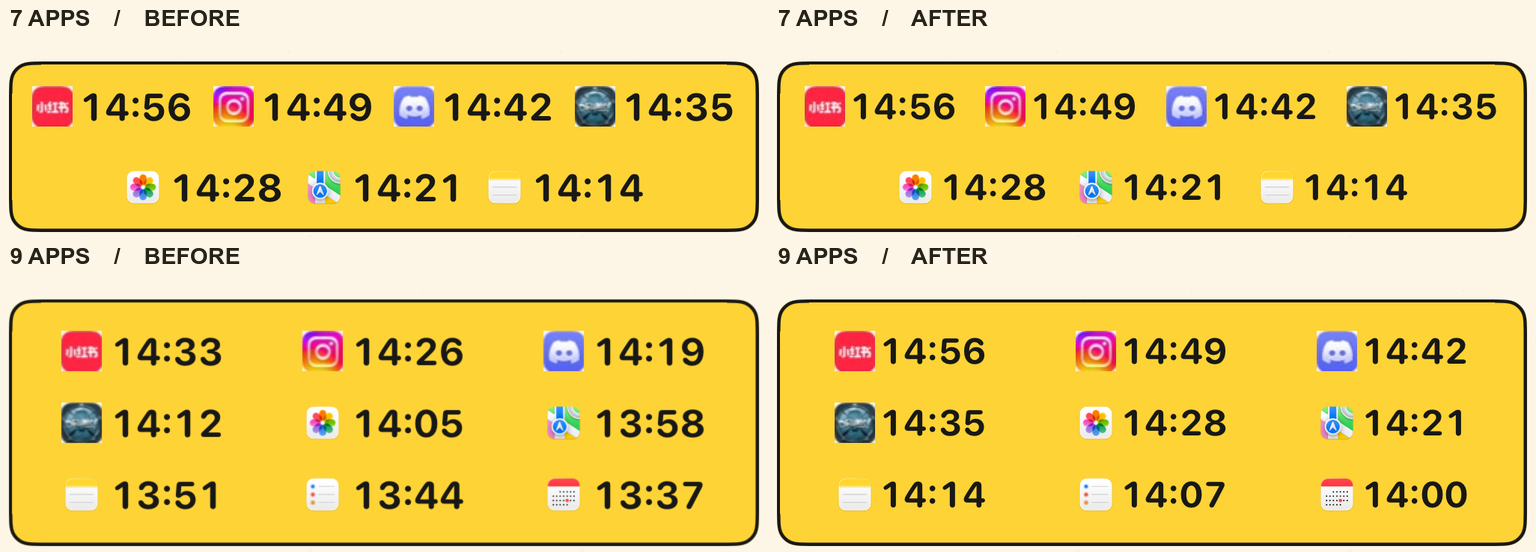 7 APPS / BEFORE
小红书 14:56 14:49 14:42 14:35
14:28 14:21 14:14
7 APPS / AFTER
小红书 14:56 14:49 14:42 14:35
14:28 14:21 14:14
9 APPS / BEFORE
小红书 14:33 14:26 14:19
14:12 14:05 13:58
13:51 13:44 13:37
9 APPS / AFTER
小红书 14:56 14:49 14:42
14:35 14:28 14:21
14:14 14:07 14:00